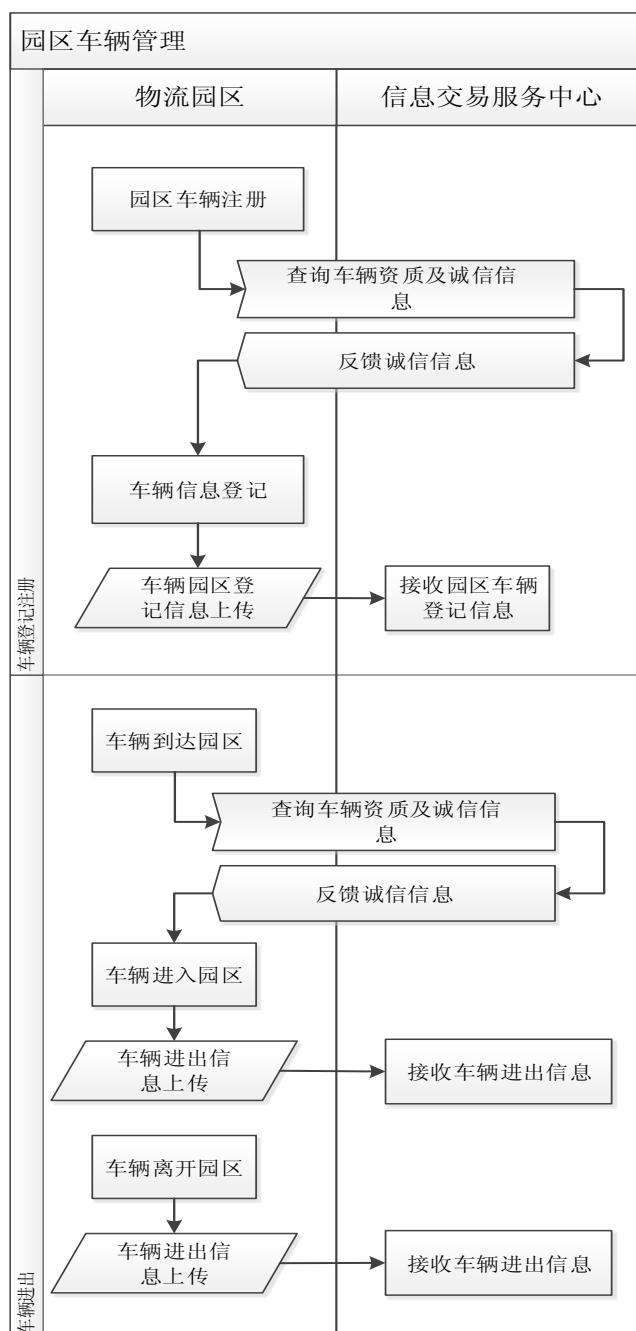 园区车辆管理
物流园区
信息交易服务中心
园区车辆注册
查询车辆资质及诚信信
息
反馈诚信信息
车辆信息登记
车辆园区登
记信息上传
接收园区车辆
登记信息
车辆登记注册
车辆到达园区
查询车辆资质及诚信信
息
反馈诚信信息
车辆进入园区
车辆进出信
息上传
接收车辆进出信息
车辆离开园区
车辆进出信
息上传
接收车辆进出信息
车辆进出